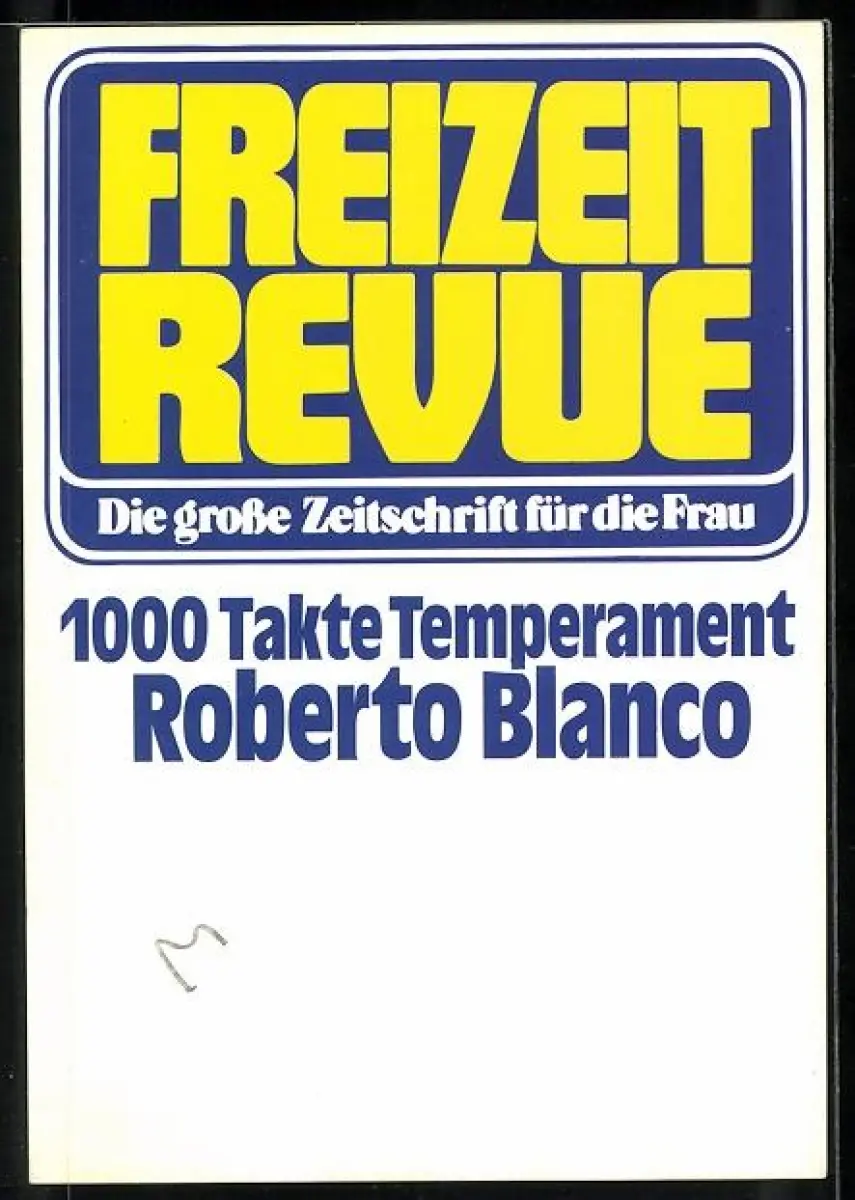 FREIZEIT
REVUE
Die große Zeitschrift für die Frau
1000 Takte Temperament
Roberto Blanco